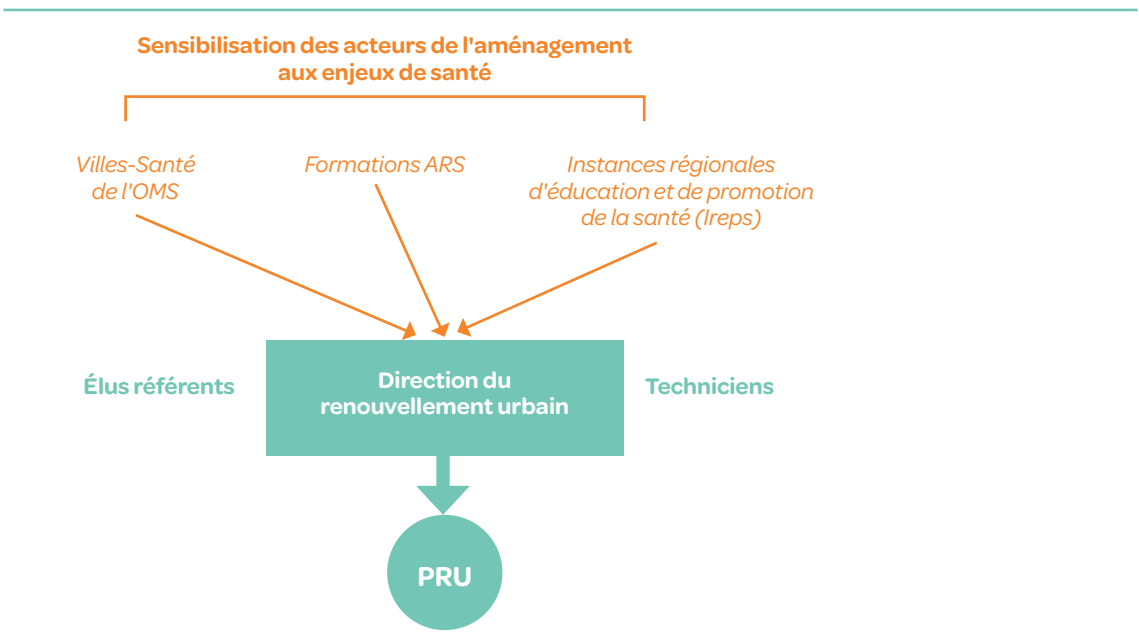 Sensibilisation des acteurs de l'aménagement
aux enjeux de santé
Villes-Santé
de l'OMS
Formations ARS
Instances régionales
d'éducation et de promotion
de la santé (Ireps)
Élus référents
Direction du
renouvellement urbain
Techniciens
PRU